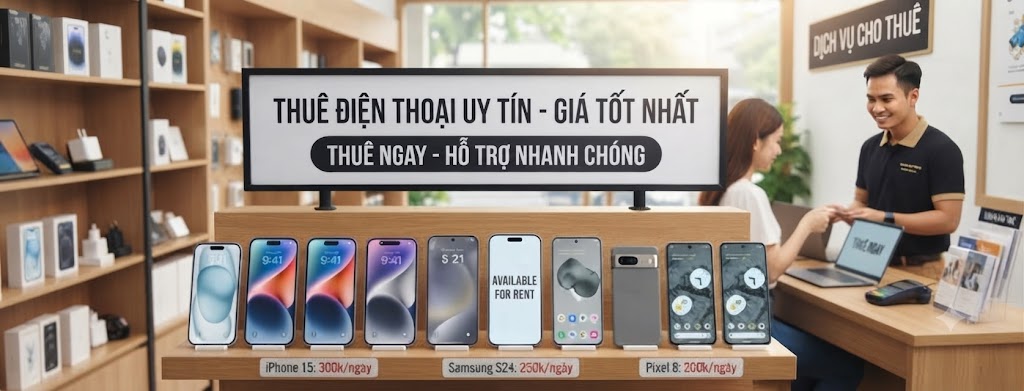 DỊCH VỤ CHO THUÊ
THUÊ ĐIỆN THOẠI UY TÍN - GIÁ TỐT NHẤT
THUÊ NGAY - HỖ TRỢ NHANH CHÓNG
THUÊ NGAY
9:41
9:41
9:41
S 21
AVAILABLE
FOR RENT
iPhone 15: 300k/ngày
Samsung S24: 250k/ngày
Pixel 8: 200k/ngày